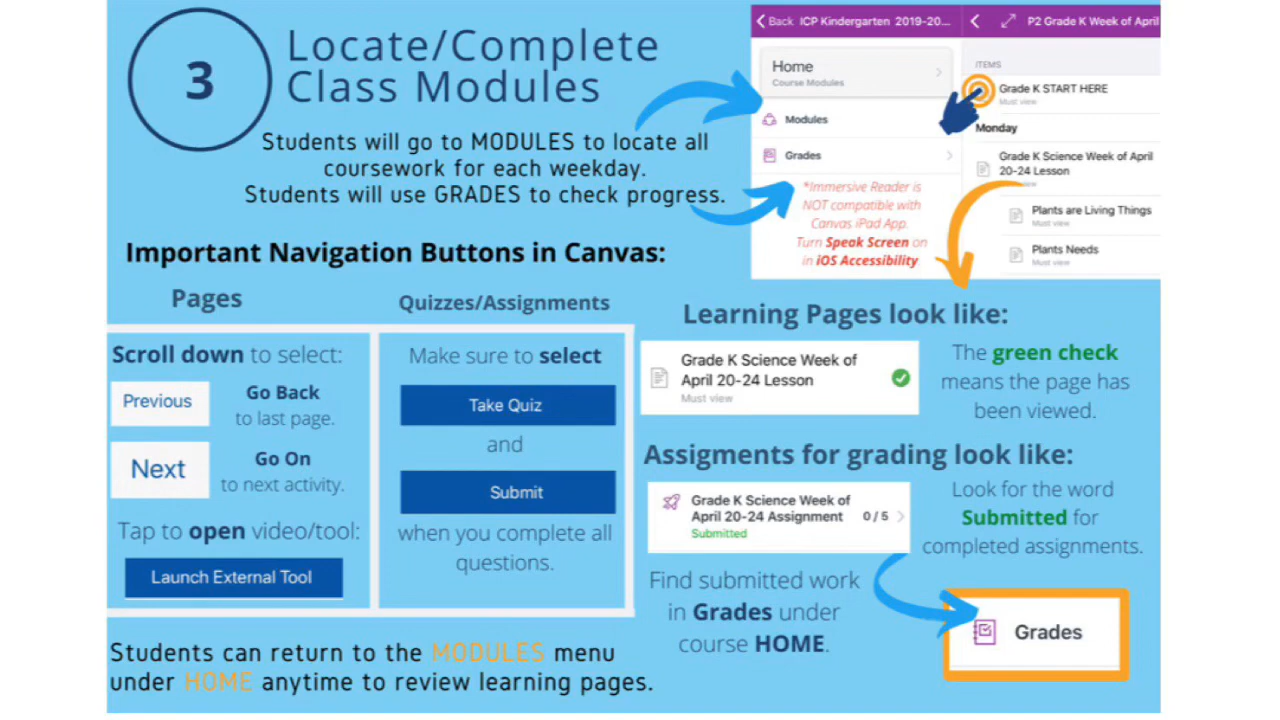 3
Locate/Complete
Class Modules
Students will go to MODULES to locate all
coursework for each weekday.
Students will use GRADES to check progress.
Back ICP Kindergarten 2019-20...
Home
Course Modules
Modules
Grades
*Immersive Reader is
NOT compatible with
Canvas iPad App.
Turn Speak Screen on
in iOS Accessibility
P2 Grade K Week of April
ITEMS
Grade K START HERE
Must view
Monday
Grade K Science Week of April
20-24 Lesson
Plants are Living Things
Must view
Plants Needs
Must view
Important Navigation Buttons in Canvas:
Pages
Scroll down to select:
Previous
Go Back
to last page.
Next
Go On
to next activity.
Tap to open video/tool:
Launch External Tool
Quizzes/Assignments
Make sure to select
Take Quiz
and
Submit
when you complete all
questions.
Learning Pages look like:
Grade K Science Week of
April 20-24 Lesson
Must view
The green check
means the page has
been viewed.
Assigments for grading look like:
Grade K Science Week of
April 20-24 Assignment 0 / 5
Submitted
Look for the word
Submitted for
completed assignments.
Find submitted work
in Grades under
course HOME.
Grades
Students can return to the MODULES menu
under HOME anytime to review learning pages.